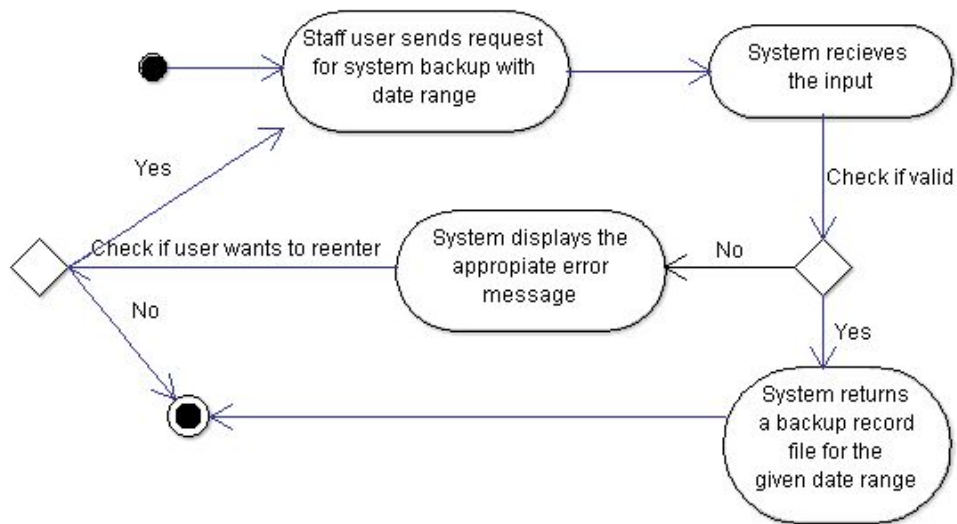 Staff user sends request
for system backup with
date range
System recieves
the input
Check if valid
No
System displays the
appropiate error
message
Check if user wants to reenter
Yes
No
Yes
System returns
a backup record
file for the
given date range